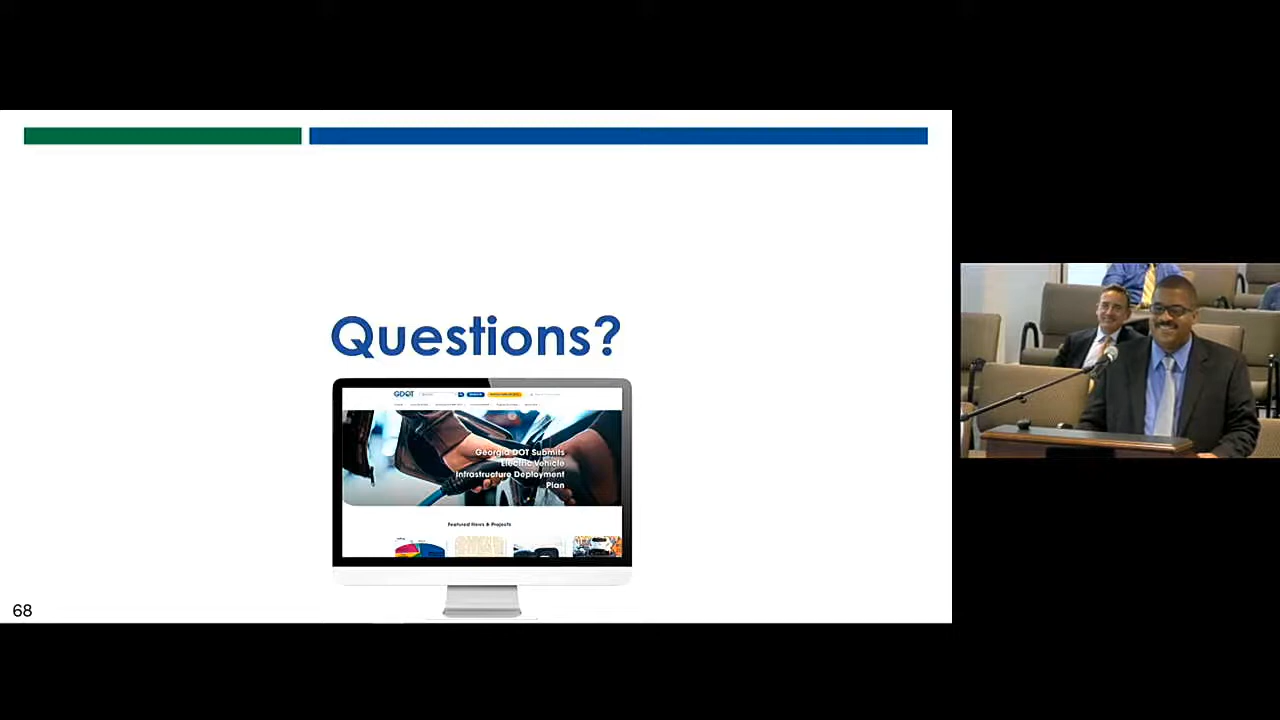 Questions?
GDOT
Georgia DOT Submits
Electric Vehicle
Infrastructure Deployment
Plan
Featured News & Projects
68